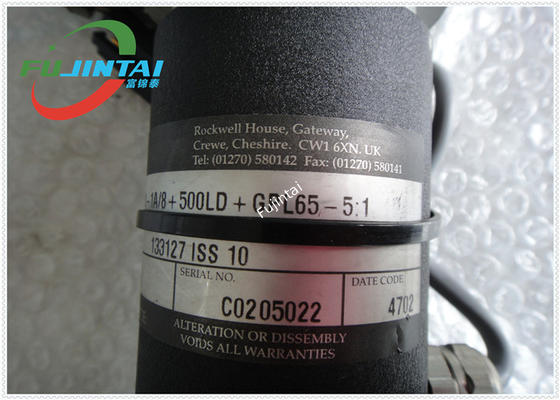 FUJINTAI
富锦泰
Rockwell House, Gateway,
Crewe, Cheshire. CW1 6XN. UK
Tel: (01270) 580142 Fax: (01270) 580141
Fujintai
-1A/8+500LD+GPL65-5:1
133127 ISS 10
SERIAL NO.
DATE CODE
C0205022
4702
ALTERATION OR DISSEMBLY
VOIDS ALL WARRANTIES